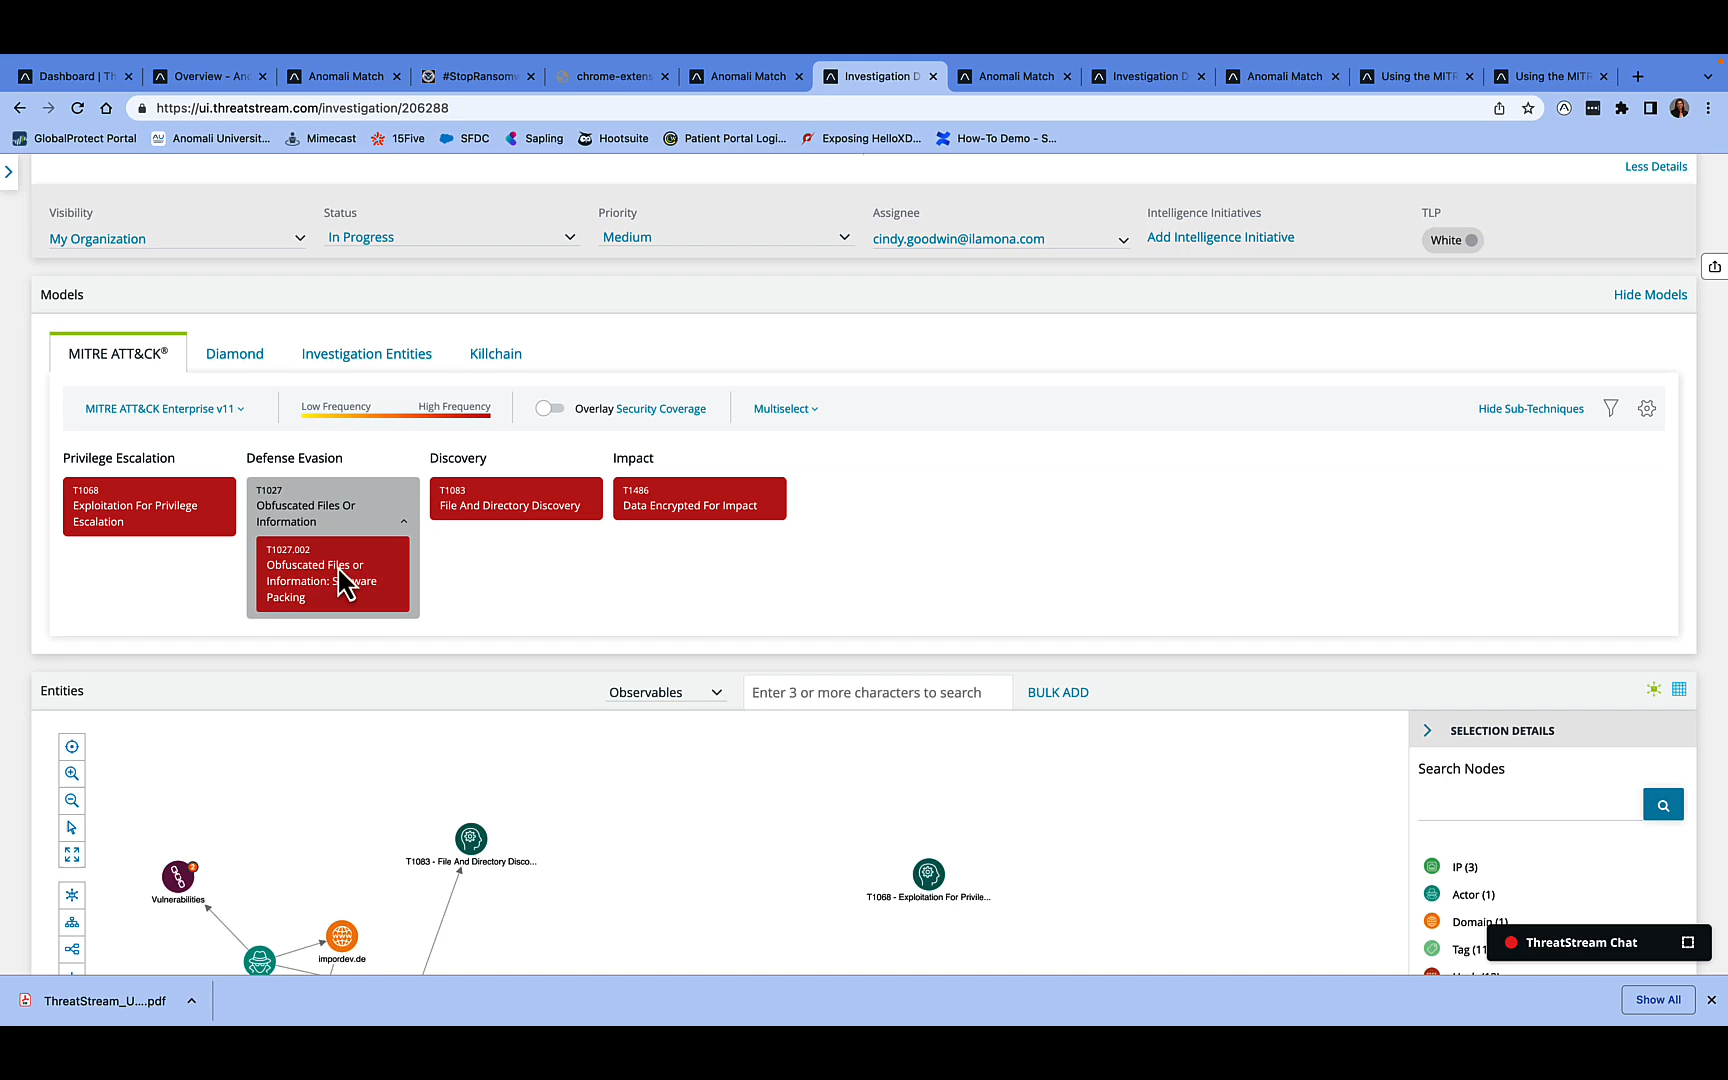 Dashboard | Th
Overview - Ano
Anomali Match
#StopRansomw
chrome-extens
Anomali Match
Investigation D
Anomali Match
Investigation D
Anomali Match
Using the MITR
Using the MITR
https://ui.threatstream.com/investigation/206288
GlobalProtect Portal
Anomali Universit...
Mimecast
15Five
SFDC
Sapling
Hootsuite
Patient Portal Logi...
Exposing HelloXD...
How-To Demo - S...
Less Details
Visibility
Status
Priority
Assignee
Intelligence Initiatives
TLP
My Organization
In Progress
Medium
cindy.goodwin@ilamona.com
Add Intelligence Initiative
White
Models
Hide Models
MITRE ATT&CK®
Diamond
Investigation Entities
Killchain
MITRE ATT&CK Enterprise v11
Low Frequency
High Frequency
Overlay Security Coverage
Multiselect
Hide Sub-Techniques
Privilege Escalation
T1068
Exploitation For Privilege
Escalation
Defense Evasion
T1027
Obfuscated Files Or
Information
T1027.002
Obfuscated Files or
Information:
Packing
Discovery
T1083
File And Directory Discovery
Impact
T1486
Data Encrypted For Impact
Entities
Observables
Enter 3 or more characters to search
BULK ADD
SELECTION DETAILS
Search Nodes
T1083 - File And Directory Disco...
T1068 - Exploitation For Privile...
Vulnerabilities
impordev.de
IP (3)
Actor (1)
Domain (1)
Tag (11
ThreatStream Chat
ThreatStream_U....pdf
Show All